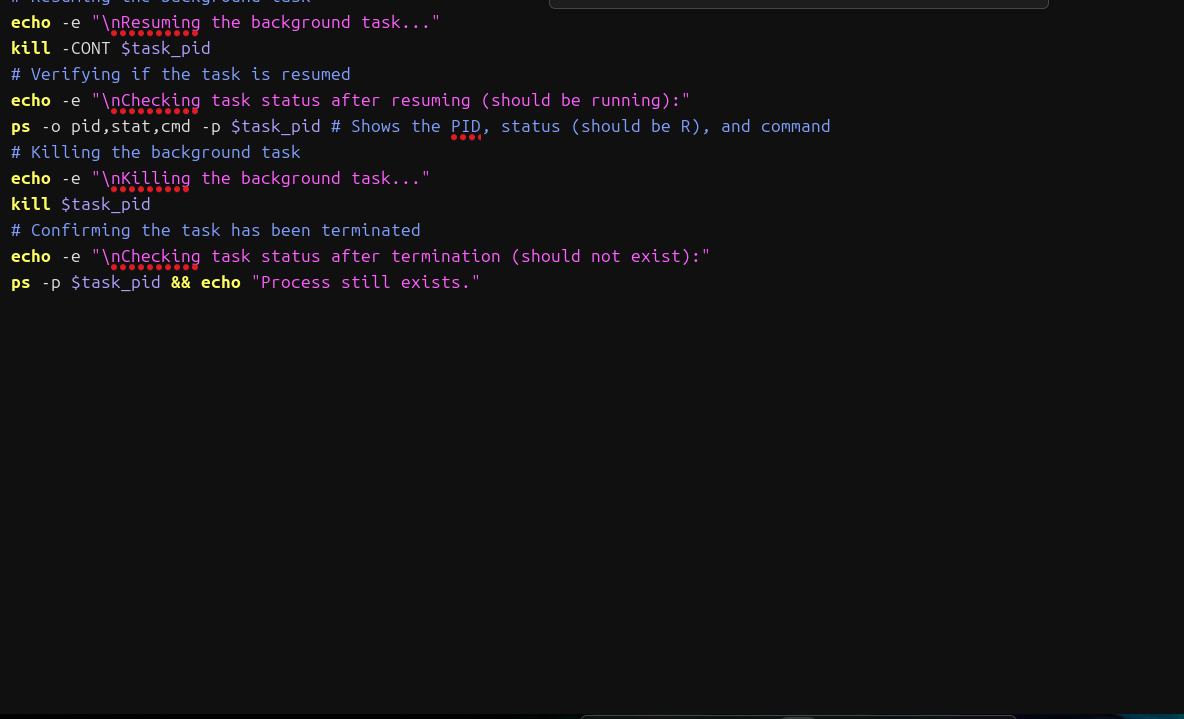 # Resuming the background task
echo -e "\nResuming the background task..."
kill -CONT $task_pid
# Verifying if the task is resumed
echo -e "\nChecking task status after resuming (should be running):"
ps -o pid,stat,cmd -p $task_pid # Shows the PID, status (should be R), and command
# Killing the background task
echo -e "\nKilling the background task..."
kill $task_pid
# Confirming the task has been terminated
echo -e "\nChecking task status after termination (should not exist):"
ps -p $task_pid && echo "Process still exists."